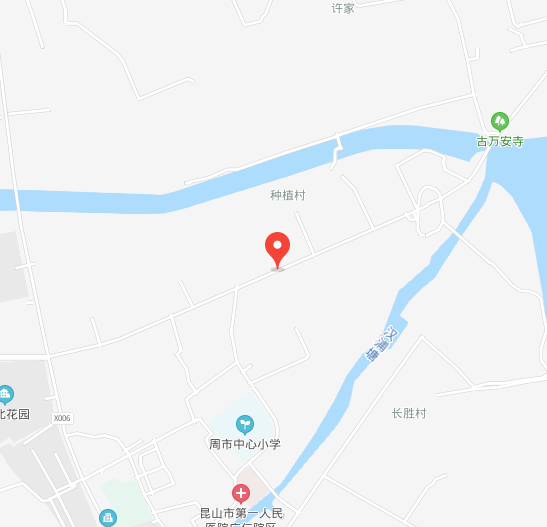 许家
古万安寺
种植村
汉浦塘
北花园
X006
长胜村
周市中心小学
昆山市第一人民
医院广仁院区